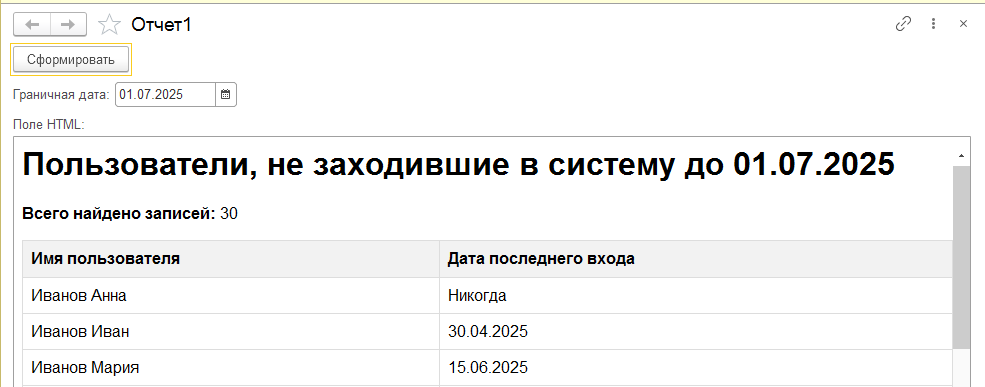 Отчет1
Сформировать
Граничная дата: 01.07.2025
Поле HTML:
Пользователи, не заходившие в систему до 01.07.2025
Всего найдено записей: 30
Имя пользователя Дата последнего входа
Иванов Анна Никогда
Иванов Иван 30.04.2025
Иванов Мария 15.06.2025